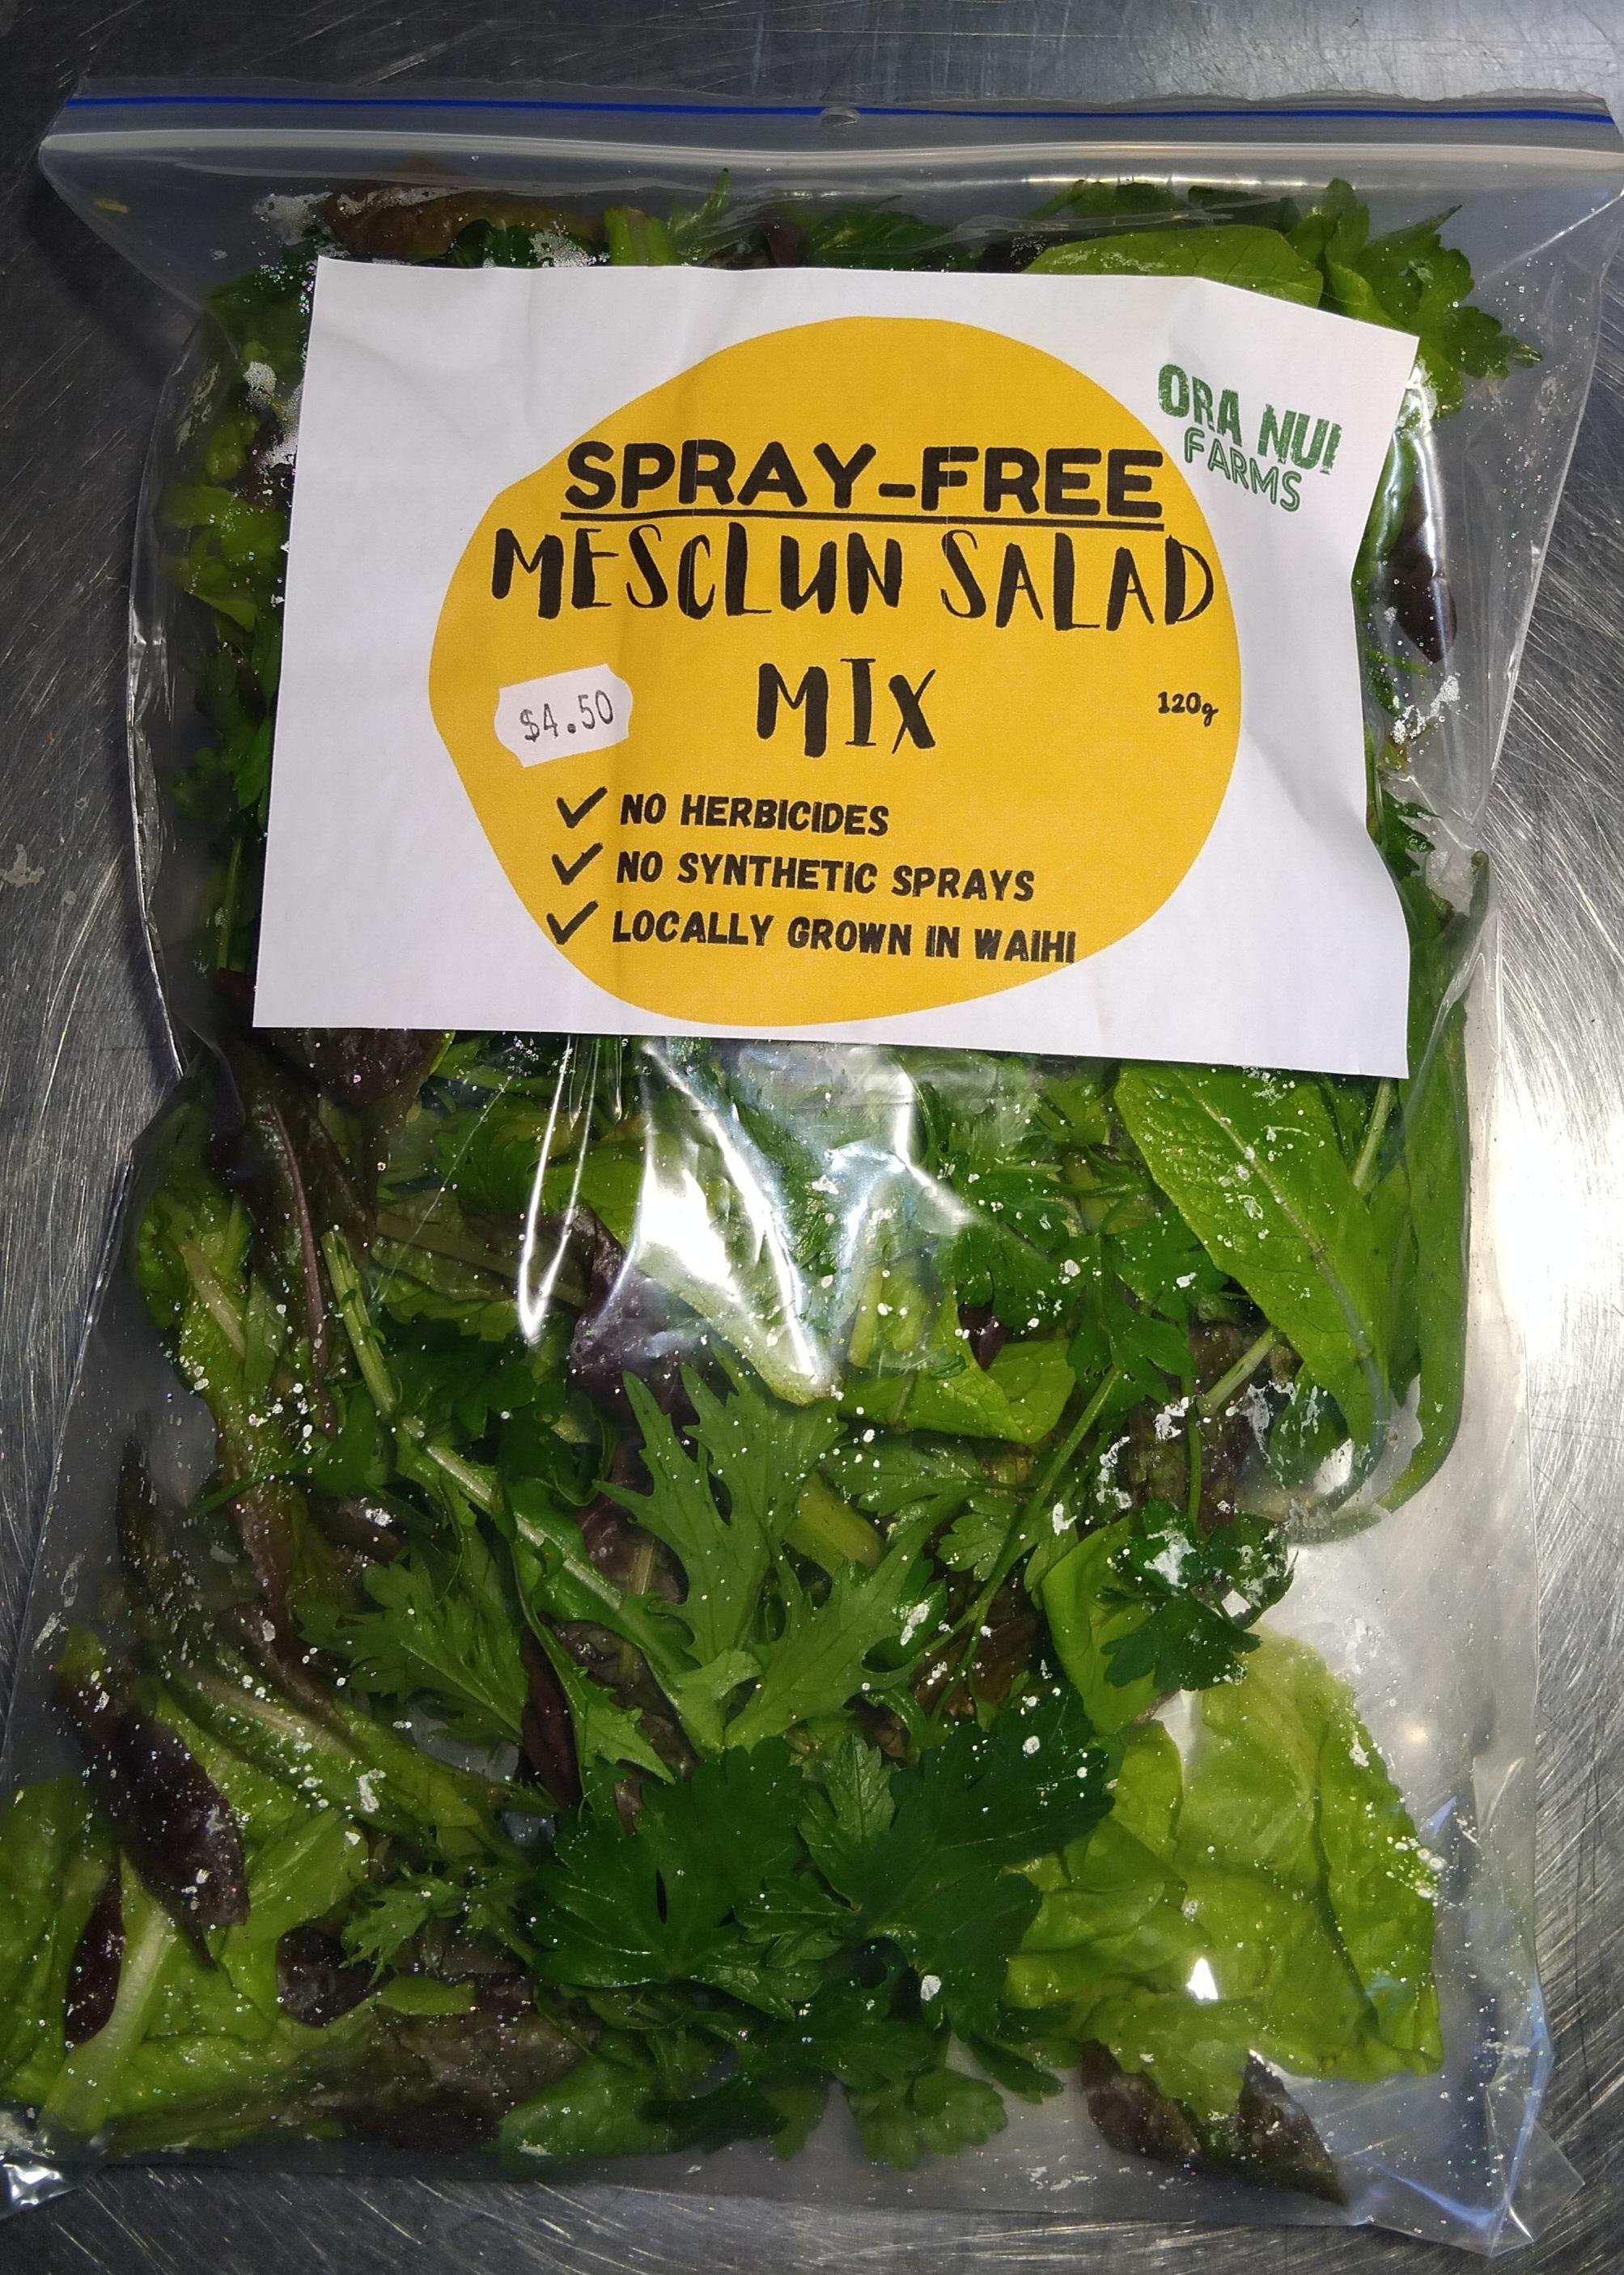 ORA NUI
FARMS
SPRAY-FREE
MESCLUN SALAD
MIX
$4.50
120g
NO HERBICIDES
NO SYNTHETIC SPRAYS
LOCALLY GROWN IN WAIHI